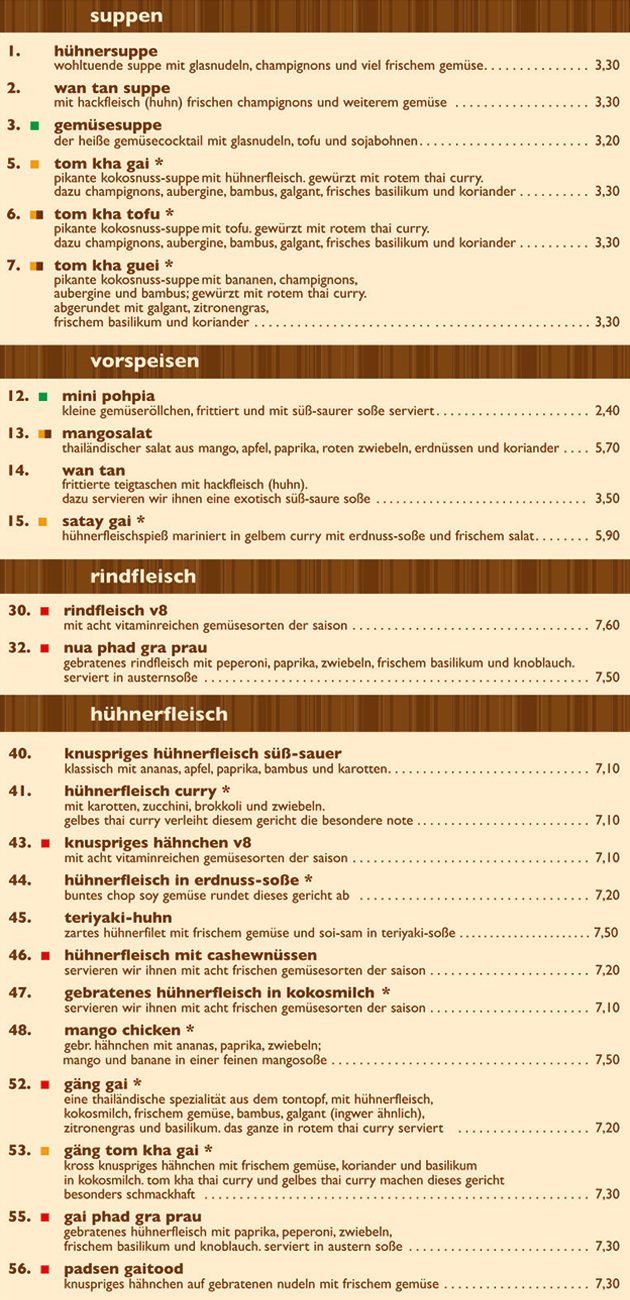 suppen
1. hühnersuppe
wohltuende suppe mit glasnudeln, champignons und viel frischem gemüse. . . . . . . . . . . . . . 3,30
2. wan tan suppe
mit hackfleisch (huhn) frischen champignons und weiterem gemüse . . . . . . . . . . . . . . . . . . 3,30
3. gemüsesuppe
der heiße gemüsecocktail mit glasnudeln, tofu und sojabohnen. . . . . . . . . . . . . . . . . . . . . . . 3,20
5. tom kha gai *
pikante kokosnuss-suppe mit hühnerfleisch. gewürzt mit rotem thai curry.
dazu champignons, aubergine, bambus, galgant, frisches basilikum und koriander . . . . . . . . . . 3,30
6. tom kha tofu *
pikante kokosnuss-suppe mit tofu. gewürzt mit rotem thai curry.
dazu champignons, aubergine, bambus, galgant, frisches basilikum und koriander . . . . . . . . . . 3,30
7. tom kha guei *
pikante kokosnuss-suppe mit bananen, champignons,
aubergine und bambus; gewürzt mit rotem thai curry.
abgerundet mit galgant, zitronengras,
frischem basilikum und koriander . . . . . . . . . . . . . . . . . . . . . . . . . . . . . . . . . . . . . . . . . . . . . . . 3,30
vorspeisen
12. mini pohpia
kleine gemüseröllchen, frittiert und mit süß-saurer soße serviert. . . . . . . . . . . . . . . . . . . . . 2,40
13. mangosalat
thailändischer salat aus mango, apfel, paprika, roten zwiebeln, erdnüssen und koriander . . . . 5,70
14. wan tan
frittierte teigtaschen mit hackfleisch (huhn).
dazu servieren wir ihnen eine exotisch süß-saure soße . . . . . . . . . . . . . . . . . . . . . . . . . . . . . 3,50
15. satay gai *
hühnerfleischspieß mariniert in gelbem curry mit erdnuss-soße und frischem salat. . . . . . . . 5,90
rindfleisch
30. rindfleisch v8
mit acht vitaminreichen gemüsesorten der saison . . . . . . . . . . . . . . . . . . . . . . . . . . . . . . . . . 7,60
32. nua phad gra prau
gebratenes rindfleisch mit peperoni, paprika, zwiebeln, frischem basilikum und knoblauch.
serviert in austernsoße . . . . . . . . . . . . . . . . . . . . . . . . . . . . . . . . . . . . . . . . . . . . . . . . . . . . . . 7,50
hühnerfleisch
40. knuspriges hühnerfleisch süß-sauer
klassisch mit ananas, apfel, paprika, bambus und karotten. . . . . . . . . . . . . . . . . . . . . . . . . . . . 7,10
41. hühnerfleisch curry *
mit karotten, zucchini, brokkoli und zwiebeln.
gelbes thai curry verleiht diesem gericht die besondere note . . . . . . . . . . . . . . . . . . . . . . . . 7,10
43. knuspriges hähnchen v8
mit acht vitaminreichen gemüsesorten der saison . . . . . . . . . . . . . . . . . . . . . . . . . . . . . . . . . 7,10
44. hühnerfleisch in erdnuss-soße *
buntes chop soy gemüse rundet dieses gericht ab . . . . . . . . . . . . . . . . . . . . . . . . . . . . . . . . 7,20
45. teriyaki-huhn
zartes hühnerfilet mit frischem gemüse und soi-sam in teriyaki-soße . . . . . . . . . . . . . . . . . . . 7,50
46. hühnerfleisch mit cashewnüssen
servieren wir ihnen mit acht frischen gemüsesorten der saison . . . . . . . . . . . . . . . . . . . . . . 7,20
47. gebratenes hühnerfleisch in kokosmilch *
servieren wir ihnen mit acht frischen gemüsesorten der saison . . . . . . . . . . . . . . . . . . . . . . 7,10
48. mango chicken *
gebr. hähnchen mit ananas, paprika, zwiebeln;
mango und banane in einer feinen mangosoße . . . . . . . . . . . . . . . . . . . . . . . . . . . . . . . . . . . . 7,50
52. gäng gai *
eine thailändische spezialität aus dem tontopf, mit hühnerfleisch,
kokosmilch, frischem gemüse, bambus, galgant (ingwer ähnlich),
zitronengras und basilikum. das ganze in rotem thai curry serviert . . . . . . . . . . . . . . . . . . 7,20
53. gäng tom kha gai *
kross knuspriges hähnchen mit frischem gemüse, koriander und basilikum
in kokosmilch. tom kha thai curry und gelbes thai curry machen dieses gericht
besonders schmackhaft . . . . . . . . . . . . . . . . . . . . . . . . . . . . . . . . . . . . . . . . . . . . . . . . . . . . . . 7,30
55. gai phad gra prau
gebratenes hühnerfleisch mit paprika, peperoni, zwiebeln,
frischem basilikum und knoblauch. serviert in austern soße . . . . . . . . . . . . . . . . . . . . . . . . . 7,30
56. padsen gaitood
knuspriges hähnchen auf gebratenen nudeln mit frischem gemüse . . . . . . . . . . . . . . . . . . . . 7,30